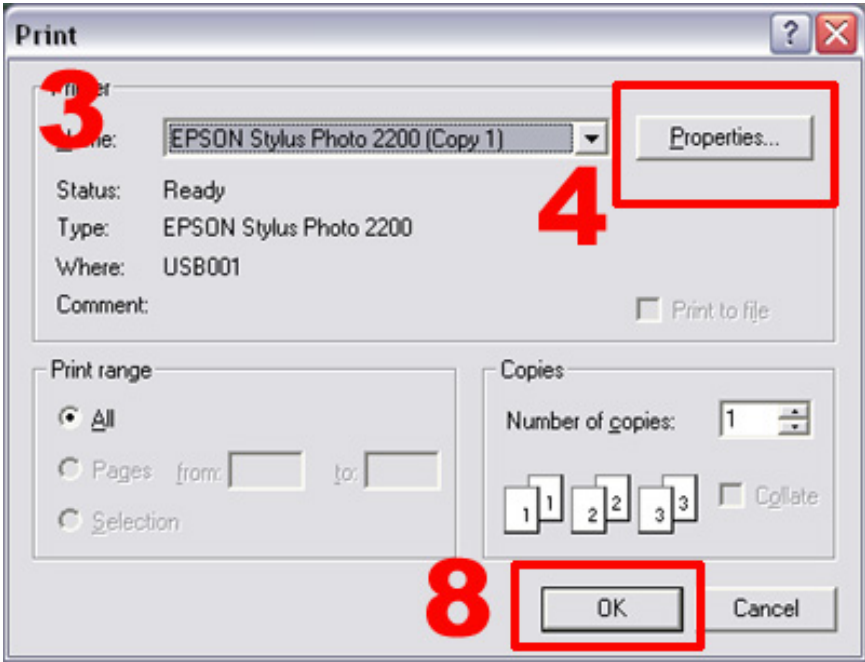 Print
3
EPSON Stylus Photo 2200 (Copy 1)
Properties...
4
Status: Ready
Type: EPSON Stylus Photo 2200
Where: USB001
Comment:
Print to file
Print range
All
Pages from: to:
Selection
Copies
Number of copies: 1
1 1 2 2 3 3
Collate
8
OK
Cancel